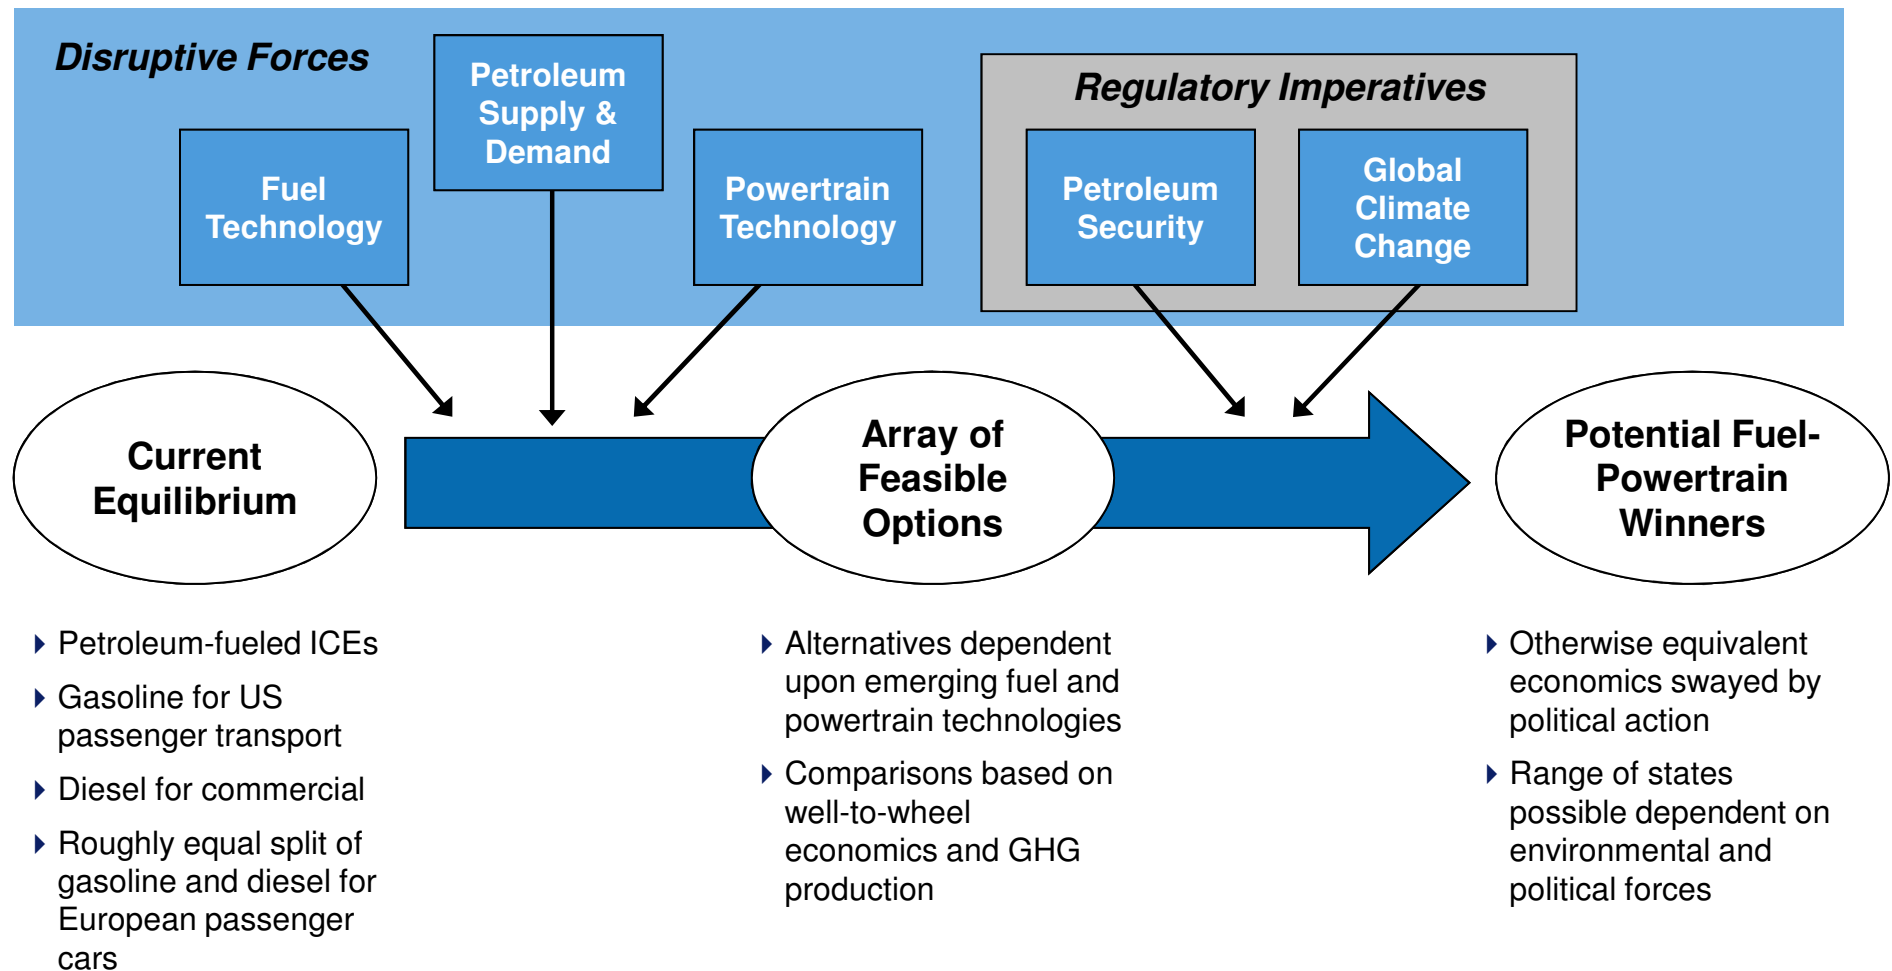 Disruptive Forces
Petroleum
Supply &
Demand
Regulatory Imperatives
Fuel
Technology
Powertrain
Technology
Petroleum
Security
Global
Climate
Change
Current
Equilibrium
Array of
Feasible
Options
Potential Fuel-
Powertrain
Winners
Petroleum-fueled ICEs
Gasoline for US
passenger transport
Diesel for commercial
Roughly equal split of
gasoline and diesel for
European passenger
cars
Alternatives dependent
upon emerging fuel and
powertrain technologies
Comparisons based on
well-to-wheel
economics and GHG
production
Otherwise equivalent
economics swayed by
political action
Range of states
possible dependent on
environmental and
political forces